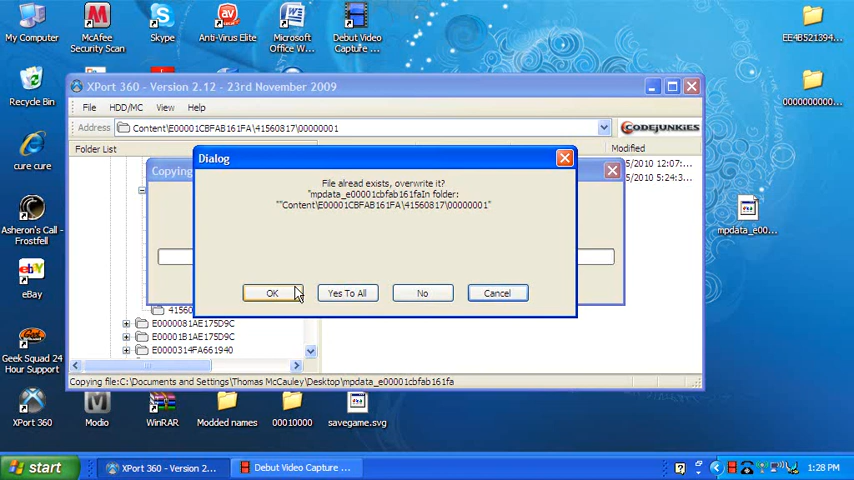 My Computer
McAfee
Security Scan
Skype
Anti-Virus Elite
Microsoft
Office W...
Debut Video
Capture ...
EE4B521394...
Recycle Bin
0000000000...
cure cure
Asheron's Call -
Frostfell
eBay
Geek Squad 24
Hour Support
mpdata_e00...
XPort 360 - Version 2.12 - 23rd November 2009
File
HDD/MC
View
Help
Address
Content\E00001CBFAB161FA\41560817\00000001
CODEJUNKIES
Folder List
Modified
5/2010 12:07:...
5/2010 5:24:3...
Copying
Dialog
File alread exists, overwrite it?
"mpdata_e00001cbfab161faIn folder:
""Content\E00001CBFAB161FA\41560817\00000001"
OK
Yes To All
No
Cancel
41560
E0000081AE175D9C
E00001B1AE175D9C
E0000314FA661940
Copying file:C:\Documents and Settings\Thomas McCauley\Desktop\mpdata_e00001cbfab161fa
XPort 360
Modio
WinRAR
Modded names
00010000
savegame.svg
start
XPort 360 - Version 2...
Debut Video Capture ...
1:28 PM